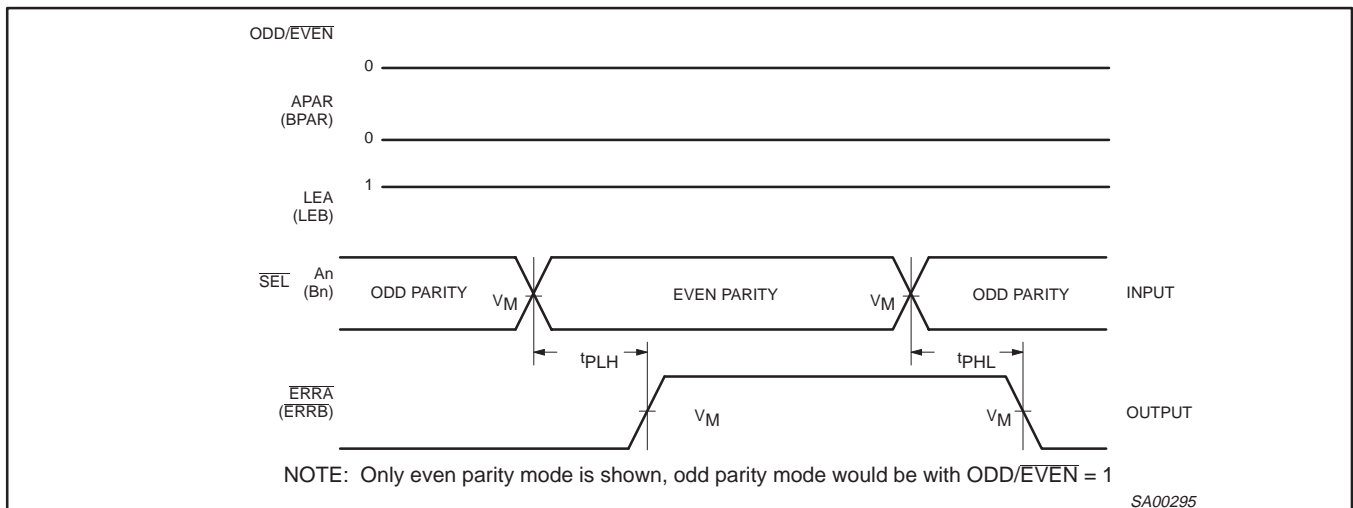 ODD/EVEN
0
APAR
(BPAR)
0
1
LEA
(LEB)
SEL An
(Bn)
ODD PARITY
VM
EVEN PARITY
VM
ODD PARITY
INPUT
tPLH
tPHL
ERRA
(ERRB)
VM
VM
OUTPUT
NOTE: Only even parity mode is shown, odd parity mode would be with ODD/EVEN = 1
SA00295